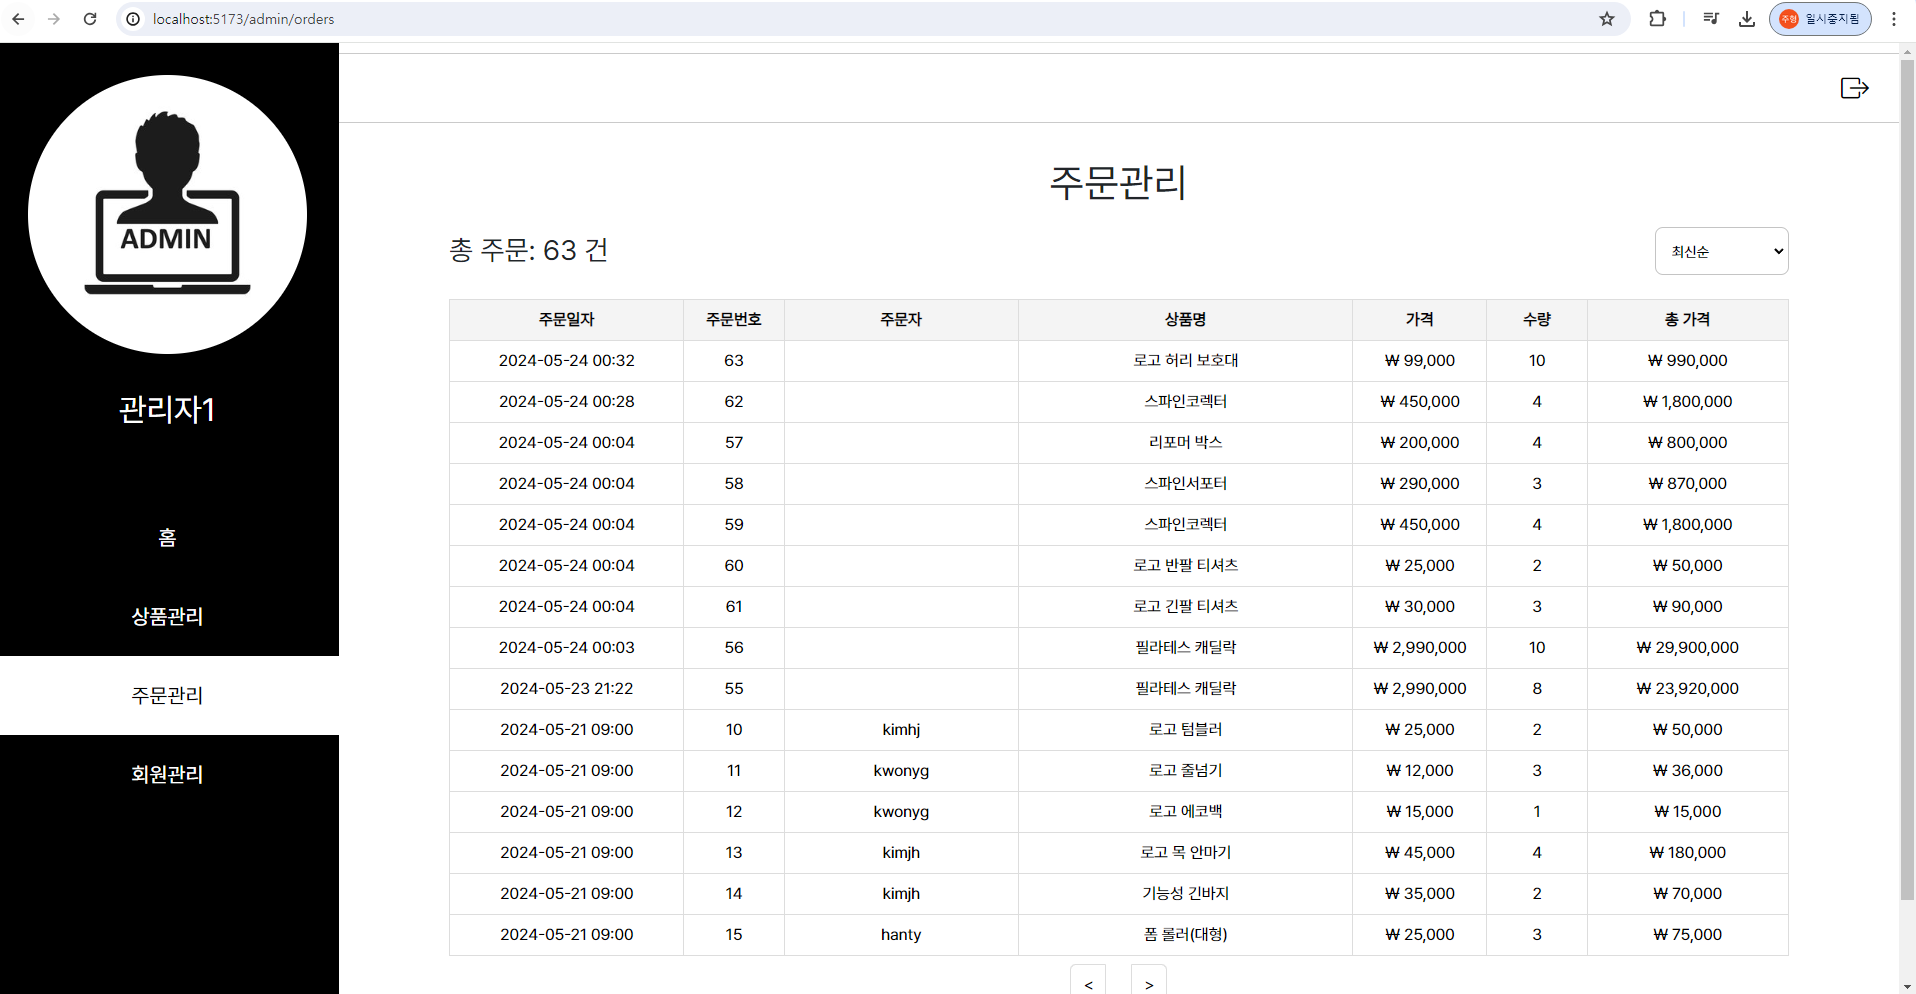 localhost:5173/admin/orders
주형 일시중지됨
ADMIN
관리자1
홈
상품관리
주문관리
회원관리
주문관리
총 주문: 63 건
최신순
주문일자 주문번호 주문자 상품명 가격 수량 총 가격
2024-05-24 00:32 63 로고 허리 보호대 ₩ 99,000 10 ₩ 990,000
2024-05-24 00:28 62 스파인코렉터 ₩ 450,000 4 ₩ 1,800,000
2024-05-24 00:04 57 리포머 박스 ₩ 200,000 4 ₩ 800,000
2024-05-24 00:04 58 스파인서포터 ₩ 290,000 3 ₩ 870,000
2024-05-24 00:04 59 스파인코렉터 ₩ 450,000 4 ₩ 1,800,000
2024-05-24 00:04 60 로고 반팔 티셔츠 ₩ 25,000 2 ₩ 50,000
2024-05-24 00:04 61 로고 긴팔 티셔츠 ₩ 30,000 3 ₩ 90,000
2024-05-24 00:03 56 필라테스 캐딜락 ₩ 2,990,000 10 ₩ 29,900,000
2024-05-23 21:22 55 필라테스 캐딜락 ₩ 2,990,000 8 ₩ 23,920,000
2024-05-21 09:00 10 kimhj 로고 텀블러 ₩ 25,000 2 ₩ 50,000
2024-05-21 09:00 11 kwonyg 로고 줄넘기 ₩ 12,000 3 ₩ 36,000
2024-05-21 09:00 12 kwonyg 로고 에코백 ₩ 15,000 1 ₩ 15,000
2024-05-21 09:00 13 kimjh 로고 목 안마기 ₩ 45,000 4 ₩ 180,000
2024-05-21 09:00 14 kimjh 기능성 긴바지 ₩ 35,000 2 ₩ 70,000
2024-05-21 09:00 15 hanty 폼 롤러(대형) ₩ 25,000 3 ₩ 75,000
< >